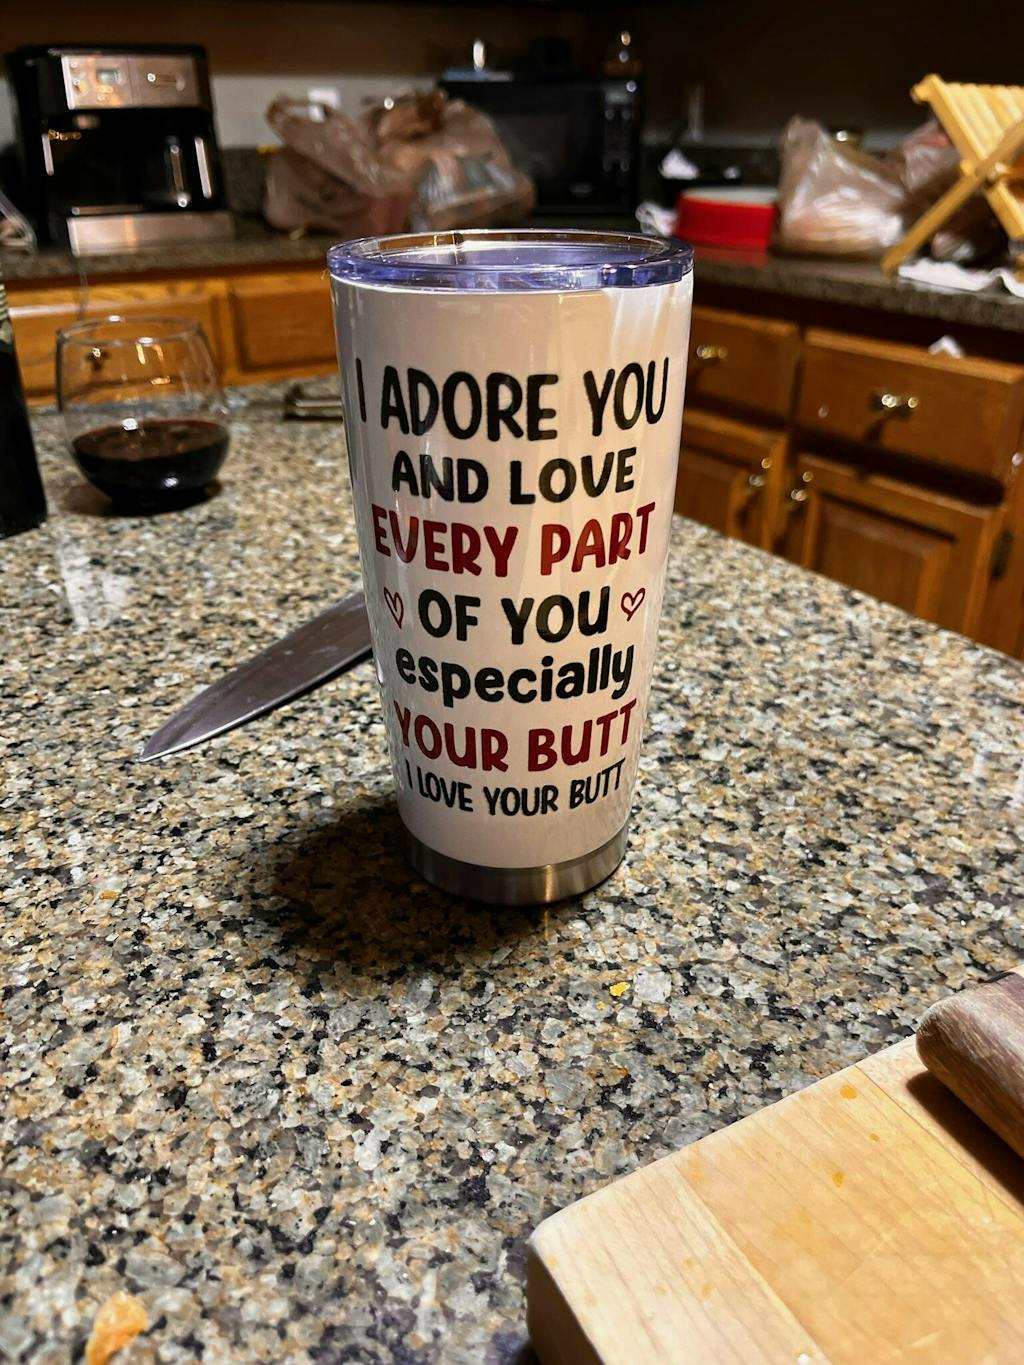 I ADORE YOU
AND LOVE
EVERY PART
OF YOU
especially
YOUR BUTT
I LOVE YOUR BUTT